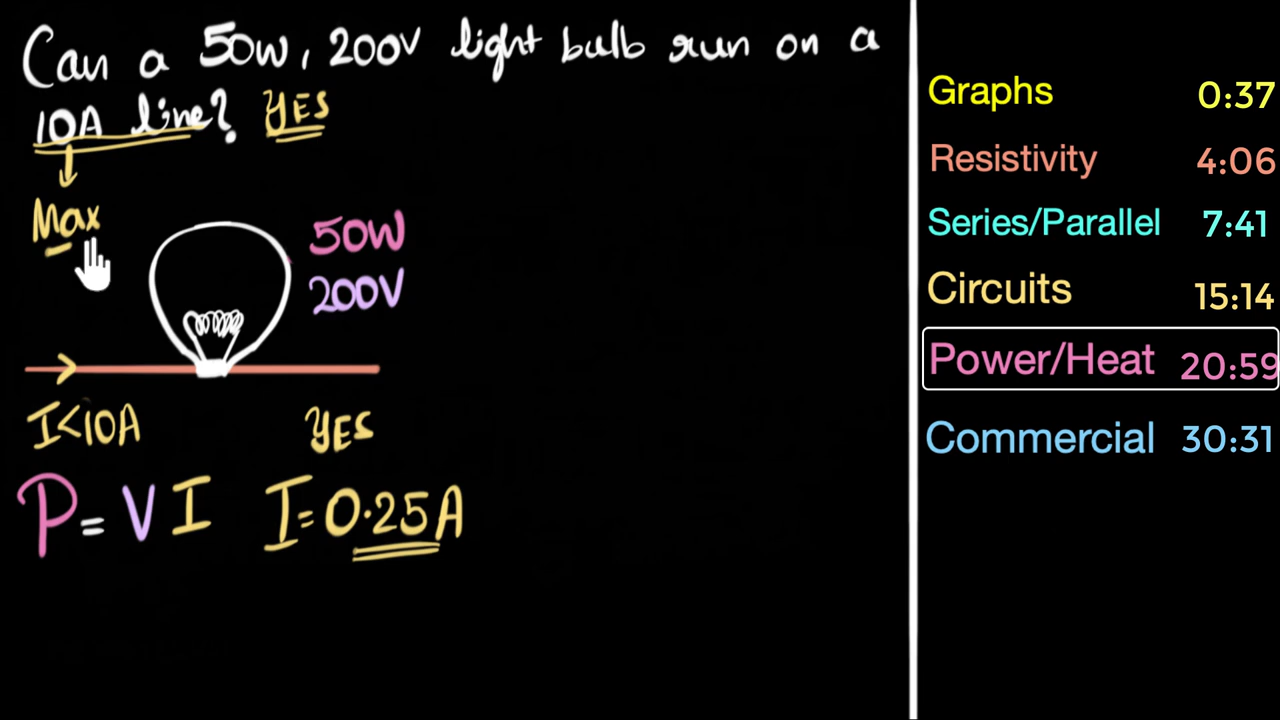 Can a 50W, 200V light bulb run on a
10A line? YES
Max
50W
200V
I<10A YES
P = VI I = 0.25A
Graphs 0:37
Resistivity 4:06
Series/Parallel 7:41
Circuits 15:14
Power/Heat 20:59
Commercial 30:31